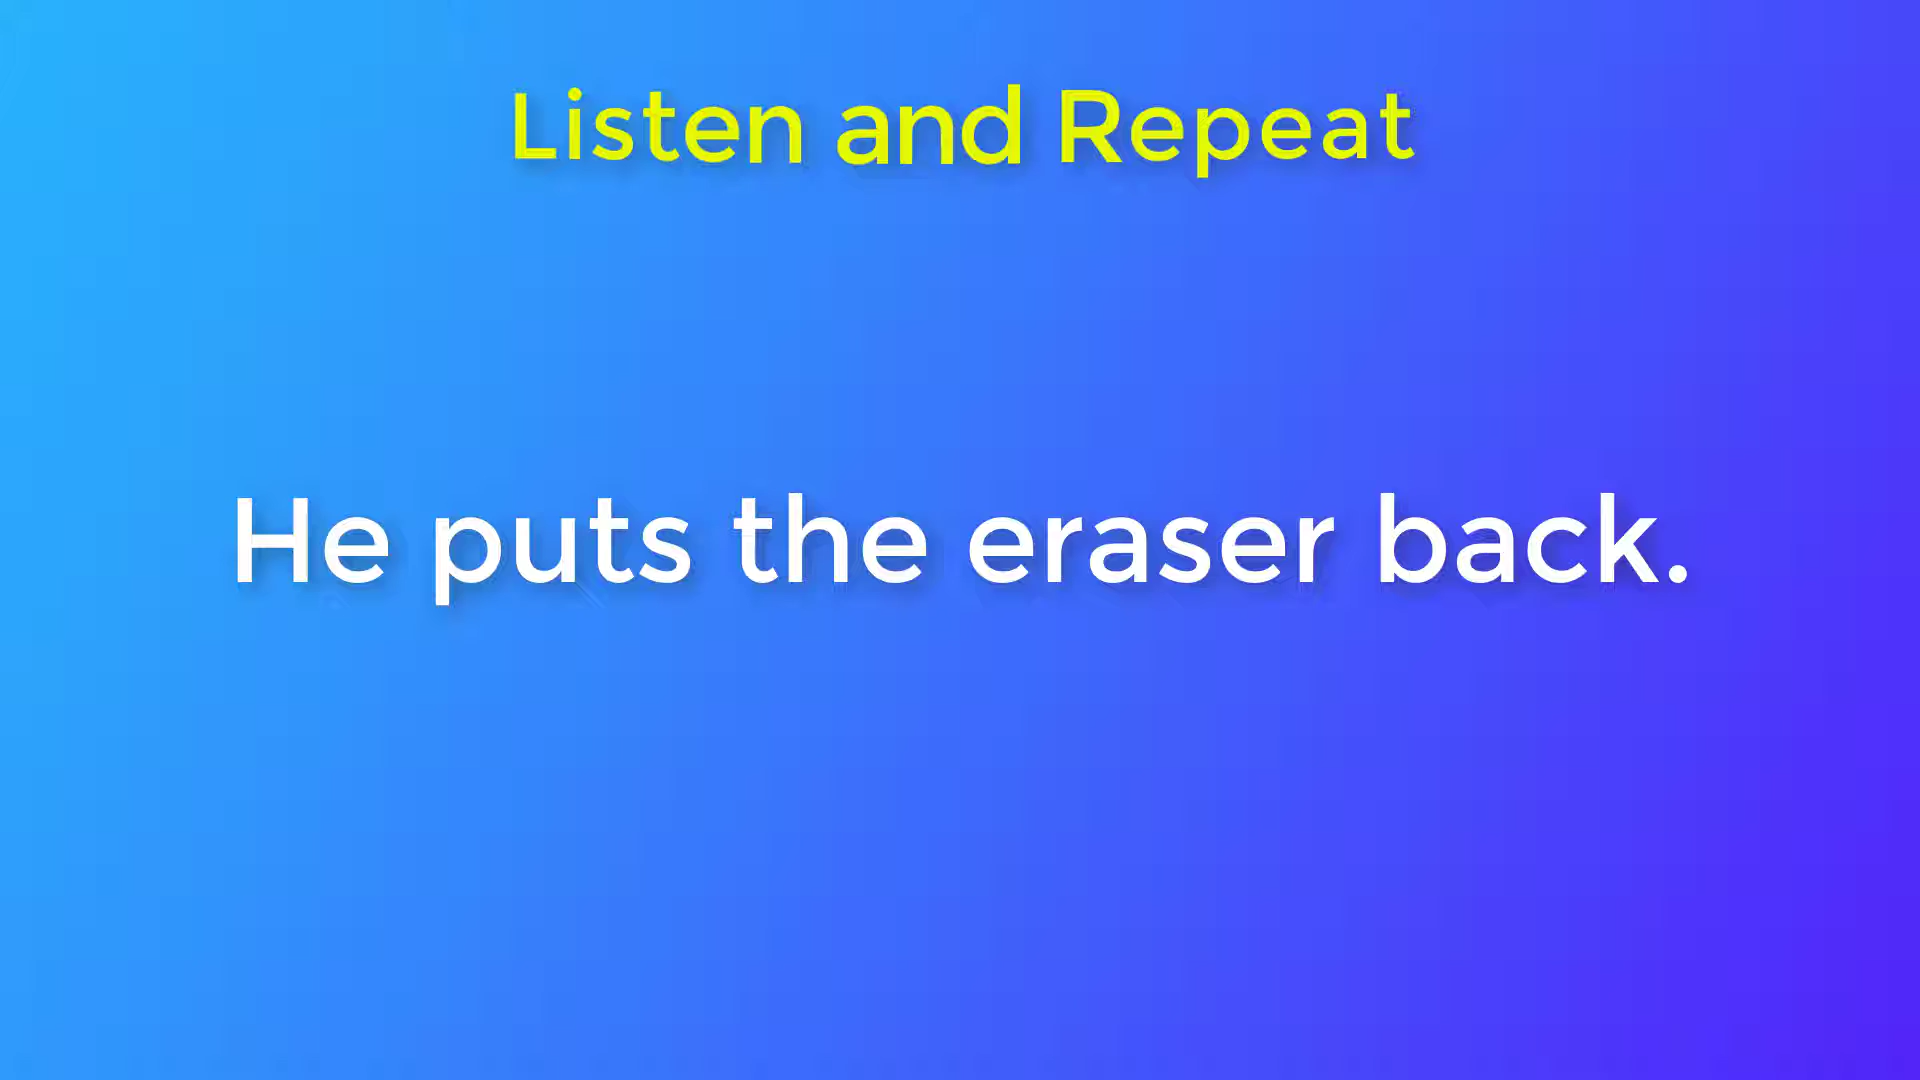 Listen and Repeat
He puts the eraser back.